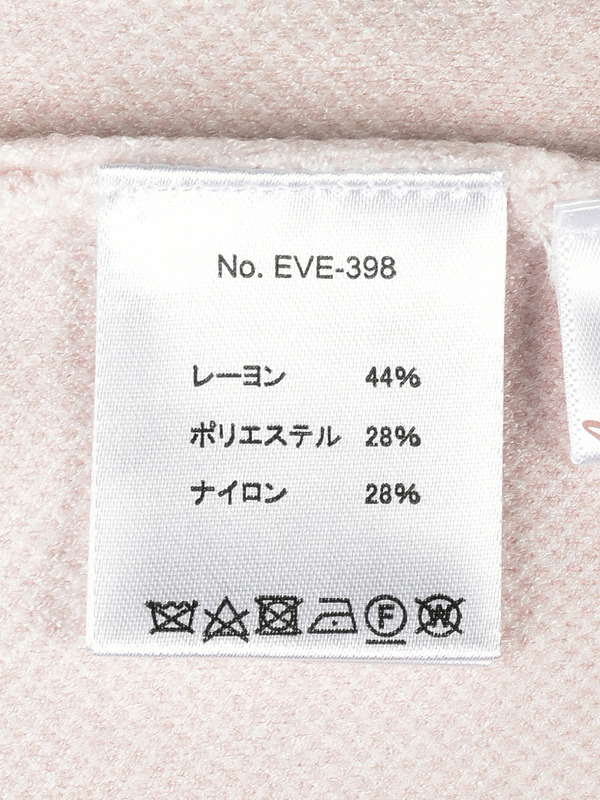 No. EVE-398
レーヨン 44%
ポリエステル 28%
ナイロン 28%
F W